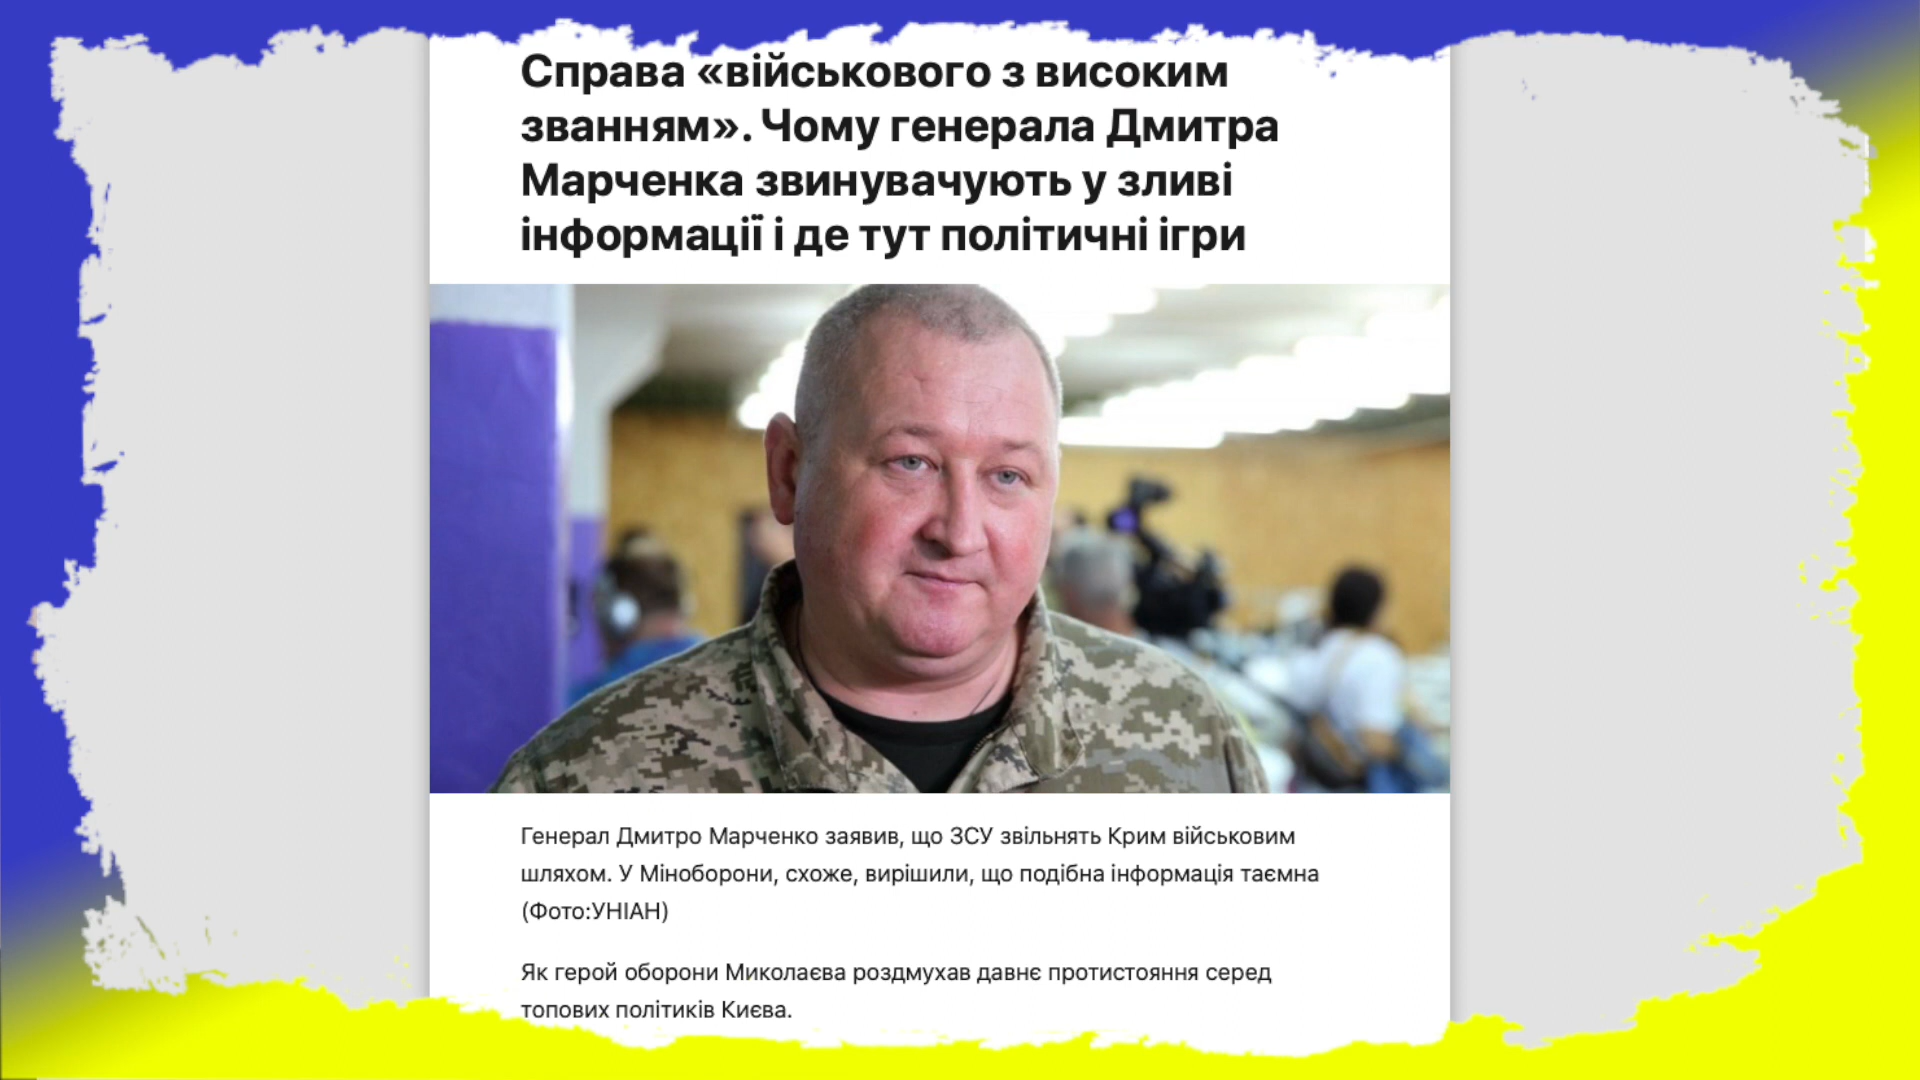 Справа «військового з високим
званням». Чому генерала Дмитра
Марченка звинувачують у зливі
інформації і де тут політичні ігри
Генерал Дмитро Марченко заявив, що ЗСУ звільнять Крим військовим
шляхом. У Міноборони, схоже, вирішили, що подібна інформація таємна
(Фото:УНІАН)
Як герой оборони Миколаєва роздмухав давнє протистояння серед
топових політиків Києва.